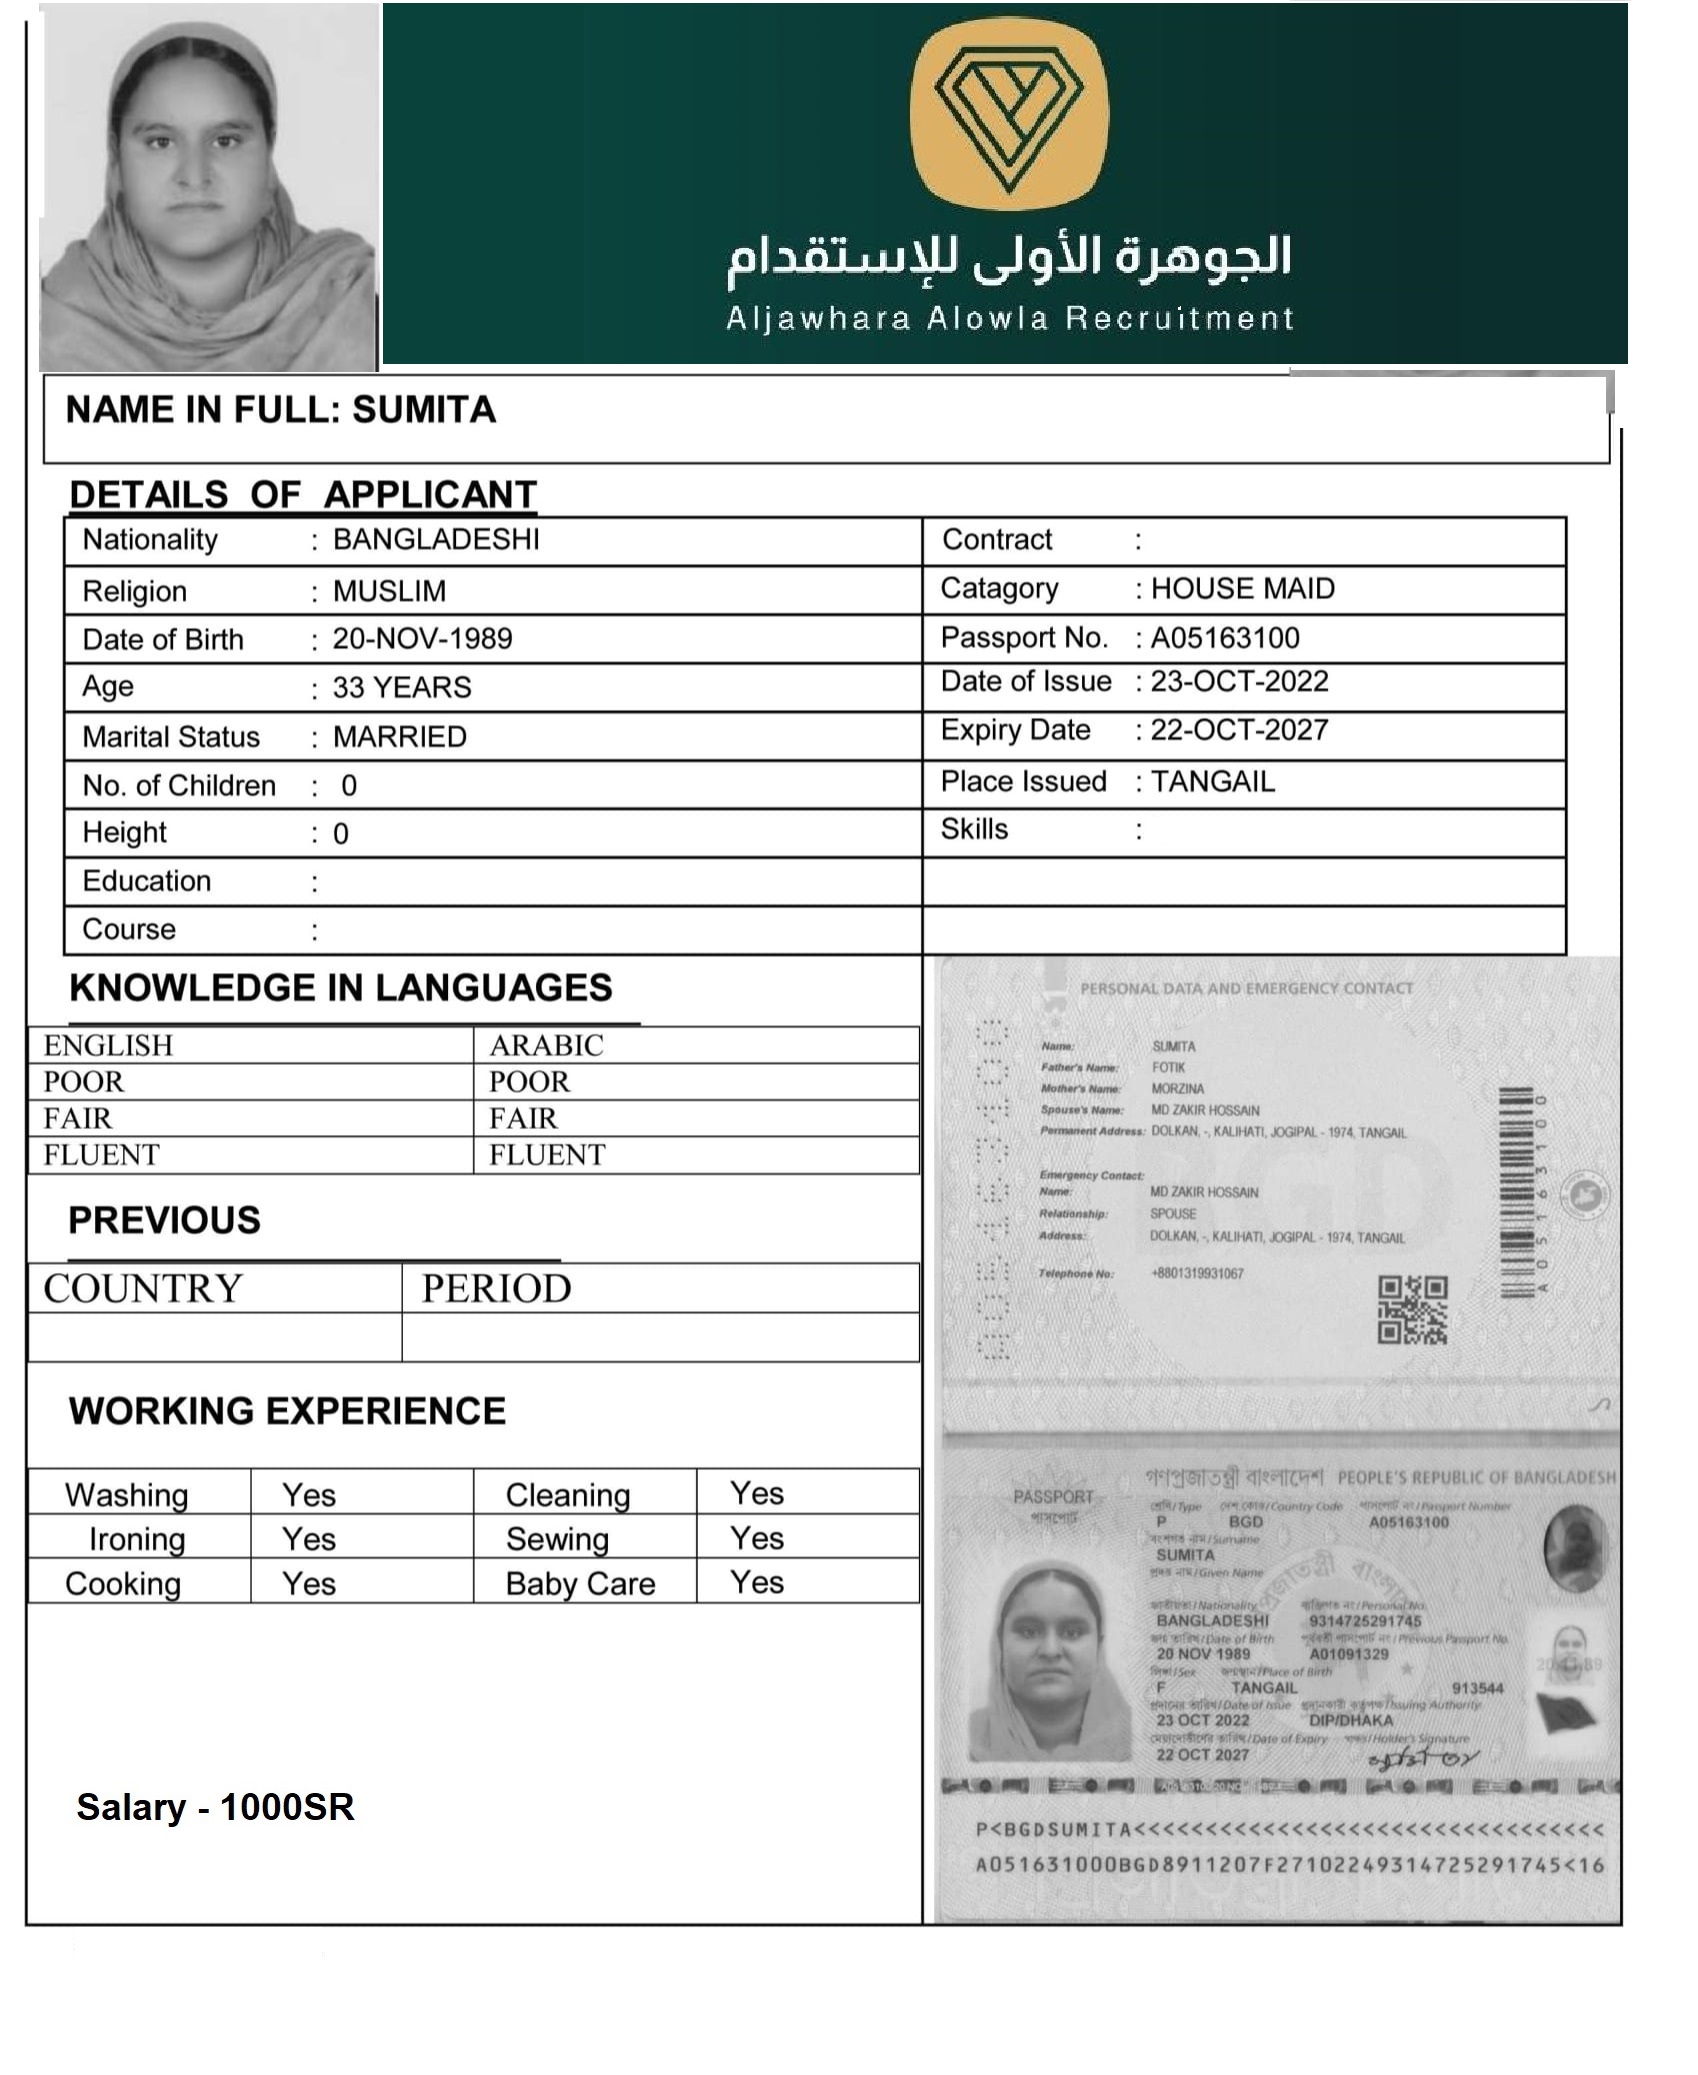 الجوهرة الأولى للإستقدام
Aljawhara Alowla Recruitment
NAME IN FULL: SUMITA
DETAILS OF APPLICANT
Nationality : BANGLADESHI
Contract :
Religion : MUSLIM
Catagory : HOUSE MAID
Date of Birth : 20-NOV-1989
Passport No. : A05163100
Age : 33 YEARS
Date of Issue : 23-OCT-2022
Marital Status : MARRIED
Expiry Date : 22-OCT-2027
No. of Children : 0
Place Issued : TANGAIL
Height : 0
Skills :
Education :
Course :
KNOWLEDGE IN LANGUAGES
ENGLISH ARABIC
POOR POOR
FAIR FAIR
FLUENT FLUENT
PREVIOUS
COUNTRY PERIOD
WORKING EXPERIENCE
Washing Yes Cleaning Yes
Ironing Yes Sewing Yes
Cooking Yes Baby Care Yes
Salary - 1000SR
PERSONAL DATA AND EMERGENCY CONTACT
Name: SUMITA
Father's Name: FOTIK
Mother's Name: MORZINA
Spouse's Name: MD ZAKIR HOSSAIN
Permanent Address: DOLKAN, -, KALIHATI, JOGIPAL - 1974, TANGAIL
Emergency Contact:
Name: MD ZAKIR HOSSAIN
Relationship: SPOUSE
Address: DOLKAN, -, KALIHATI, JOGIPAL - 1974, TANGAIL
Telephone No: +8801319931067
A05163100
গণপ্রজাতন্ত্রী বাংলাদেশ PEOPLE'S REPUBLIC OF BANGLADESH
PASSPORT
পাসপোর্ট
শ্রেণি/Type দেশ কোড/Country Code পাসপোর্ট নং/Passport Number
P BGD A05163100
বংশগত নাম/Surname
SUMITA
প্রদত্ত নাম/Given Name
জাতীয়তা/Nationality ব্যক্তিগত নং/Personal No.
BANGLADESHI 9314725291745
জন্ম তারিখ/Date of Birth পূর্ববর্তী পাসপোর্ট নং/Previous Passport No.
20 NOV 1989 A01091329
লিঙ্গ/Sex জন্মস্থান/Place of Birth
F TANGAIL 913544
প্রদানের তারিখ/Date of Issue প্রদানকারী কর্তৃপক্ষ/Issuing Authority
23 OCT 2022 DIP/DHAKA
মেয়াদোত্তীর্ণের তারিখ/Date of Expiry স্বাক্ষর/Holder's Signature
22 OCT 2027
P<BGDSUMITA<<<<<<<<<<<<<<<<<<<<<<<<<<<<<<<<<
A051631000BGD8911207F27102249314725291745<16